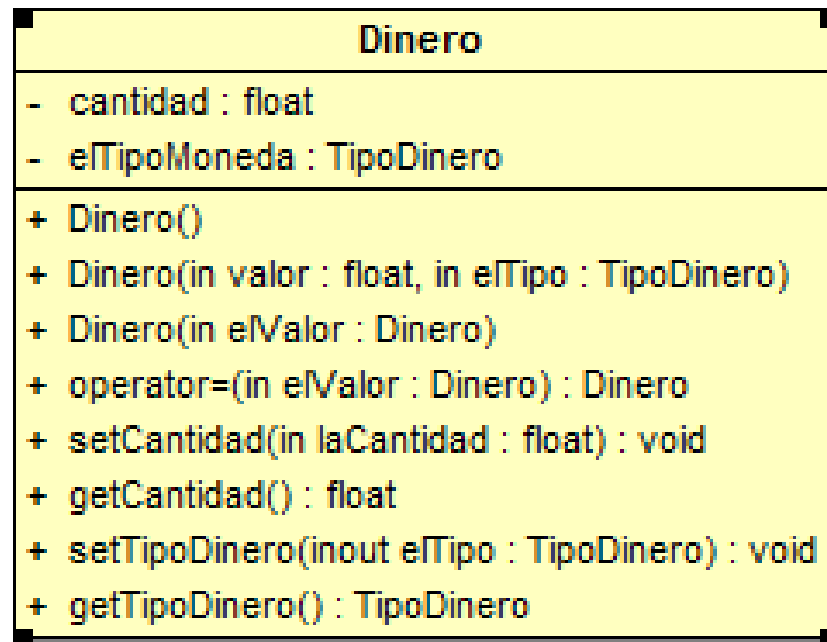 Dinero
- cantidad : float
- elTipoMoneda : TipoDinero
+ Dinero()
+ Dinero(in valor : float, in elTipo : TipoDinero)
+ Dinero(in elValor : Dinero)
+ operator=(in elValor : Dinero) : Dinero
+ setCantidad(in laCantidad : float) : void
+ getCantidad() : float
+ setTipoDinero(inout elTipo : TipoDinero) : void
+ getTipoDinero() : TipoDinero